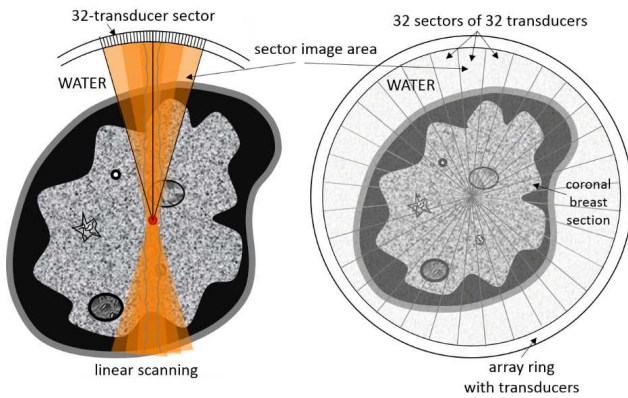 32-transducer sector
sector image area
WATER
linear scanning
32 sectors of 32 transducers
WATER
coronal
breast
section
array ring
with transducers